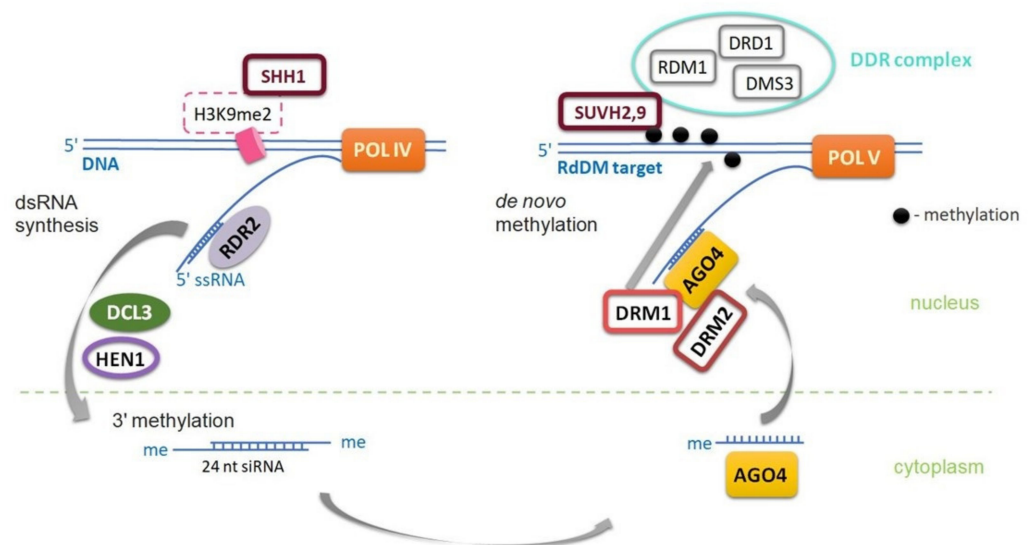 SHH1
H3K9me2
5'
DNA
POL IV
dsRNA
synthesis
RDR2
5' ssRNA
DCL3
HEN1
3' methylation
me
me
24 nt siRNA
DRD1
RDM1
DMS3
DDR complex
SUVH2,9
5'
RdDM target
POL V
de novo
methylation
- methylation
AGO4
DRM1
DRM2
nucleus
me
AGO4
cytoplasm